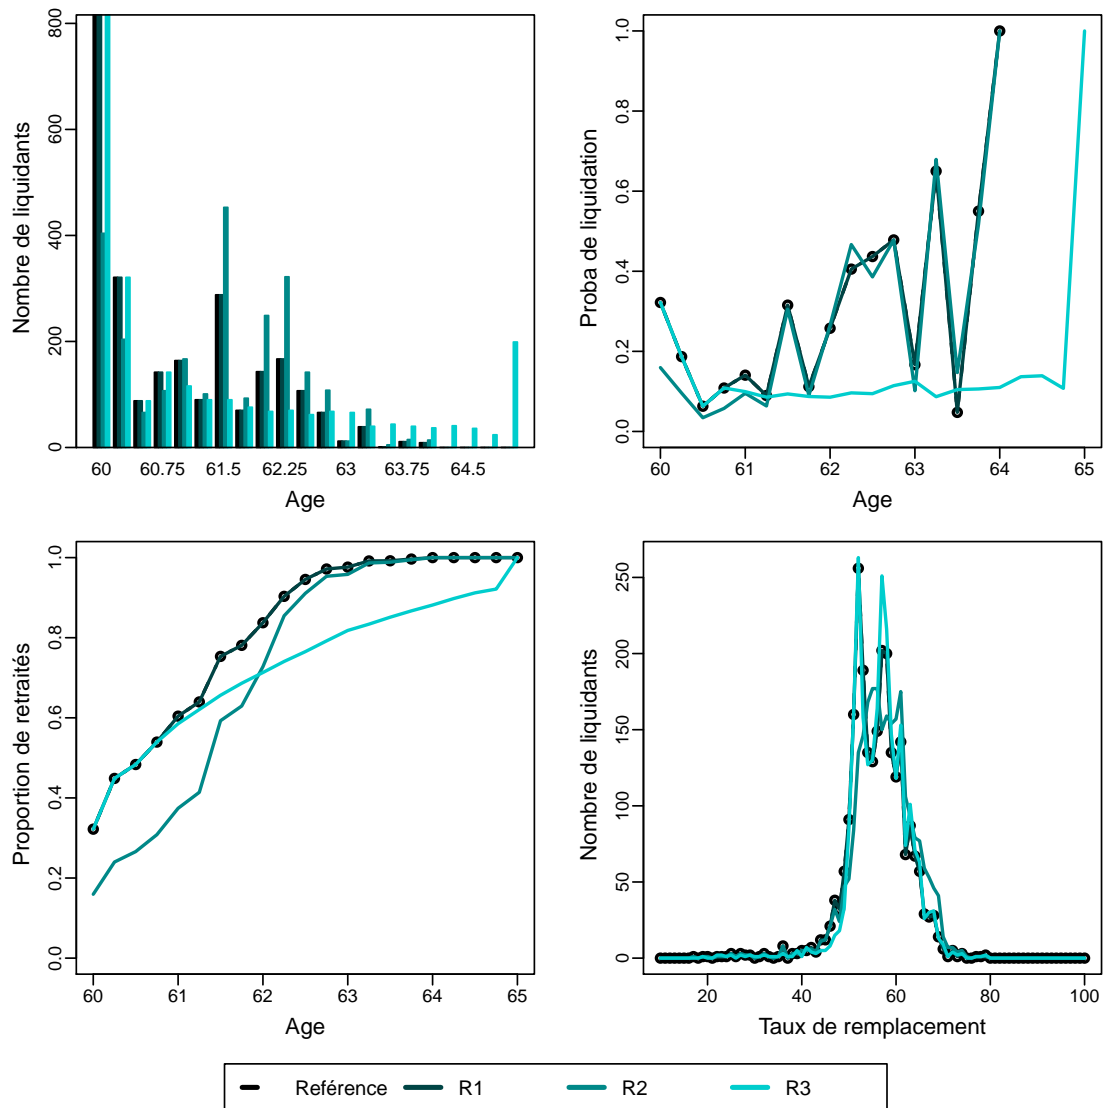 Nombre de liquidants
0 200 400 600 800
60 60.75 61.5 62.25 63 63.75 64.5
Age
Proba de liquidation
0.0 0.2 0.4 0.6 0.8 1.0
60 61 62 63 64 65
Age
Proportion de retraités
0.0 0.2 0.4 0.6 0.8 1.0
60 61 62 63 64 65
Age
Nombre de liquidants
0 50 100 150 200 250
20 40 60 80 100
Taux de remplacement
Reférence R1 R2 R3